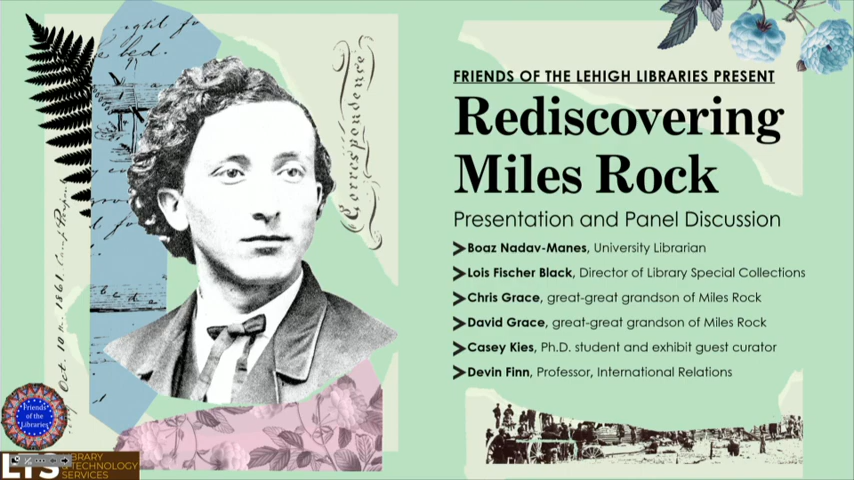 FRIENDS OF THE LEHIGH LIBRARIES PRESENT
Rediscovering
Miles Rock
Presentation and Panel Discussion
Boaz Nadav-Manes, University Librarian
Lois Fischer Black, Director of Library Special Collections
Chris Grace, great-great grandson of Miles Rock
David Grace, great-great grandson of Miles Rock
Casey Kies, Ph.D. student and exhibit guest curator
Devin Finn, Professor, International Relations
Correspondence
Oct. 10th. 1861.
Friends
of the
Libraries
LTS
LIBRARY
TECHNOLOGY
SERVICES